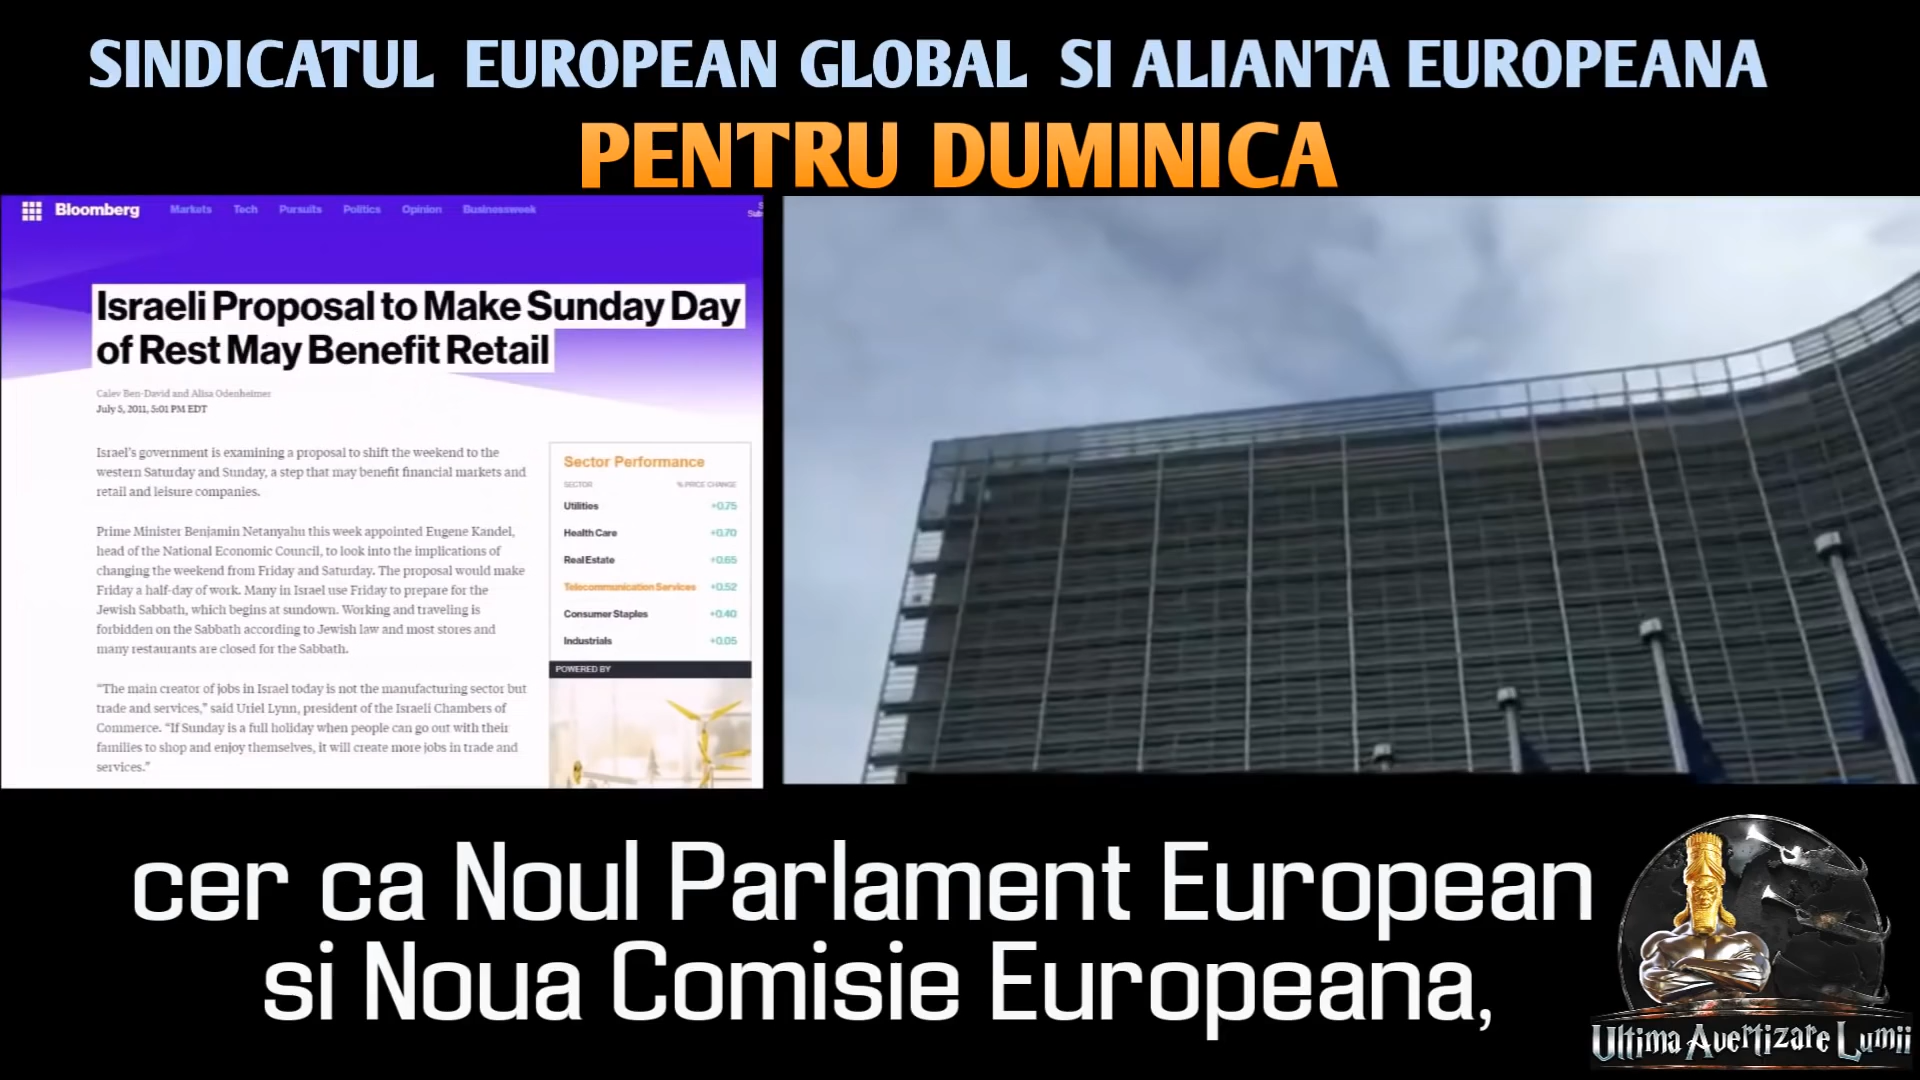 SINDICATUL EUROPEAN GLOBAL SI ALIANTA EUROPEANA
PENTRU DUMINICA
Bloomberg Markets Tech Pursuits Politics Opinion Businessweek
Israeli Proposal to Make Sunday Day
of Rest May Benefit Retail
Calev Ben-David and Alisa Odenheimer
July 5, 2011, 5:01 PM EDT
Israel's government is examining a proposal to shift the weekend to the
western Saturday and Sunday, a step that may benefit financial markets and
retail and leisure companies.
Prime Minister Benjamin Netanyahu this week appointed Eugene Kandel,
head of the National Economic Council, to look into the implications of
changing the weekend from Friday and Saturday. The proposal would make
Friday a half-day of work. Many in Israel use Friday to prepare for the
Jewish Sabbath, which begins at sundown. Working and traveling is
forbidden on the Sabbath according to Jewish law and most stores and
many restaurants are closed for the Sabbath.
"The main creator of jobs in Israel today is not the manufacturing sector but
trade and services," said Uriel Lynn, president of the Israeli Chambers of
Commerce. "If Sunday is a full holiday when people can go out with their
families to shop and enjoy themselves, it will create more jobs in trade and
services."
Sector Performance
SECTOR % PRICE CHANGE
Utilities +0.75
Health Care +0.70
Real Estate +0.65
Telecommunication Services +0.52
Consumer Staples +0.40
Industrials +0.05
POWERED BY
cer ca Noul Parlament European
si Noua Comisie Europeana,
Ultima Avertizare Lumii